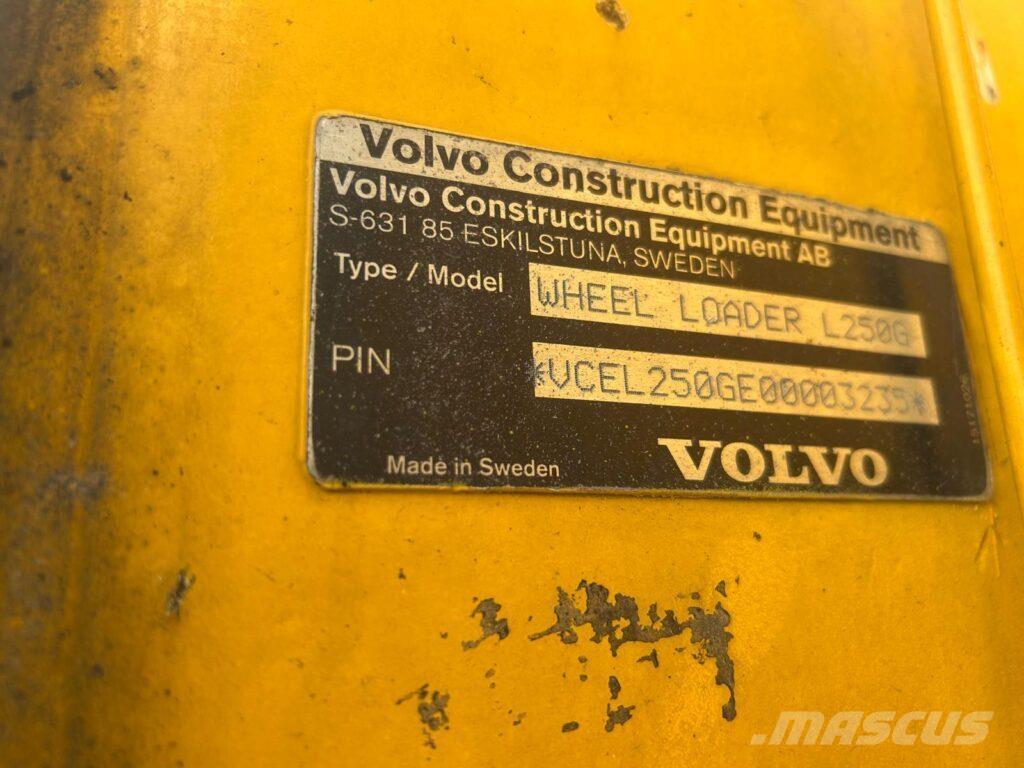 Volvo Construction Equipment
Volvo Construction Equipment AB
S-631 85 ESKILSTUNA, SWEDEN
Type / Model WHEEL LOADER L250G
PIN *VCEL250GE00003235*
Made in Sweden VOLVO
.MASCUS